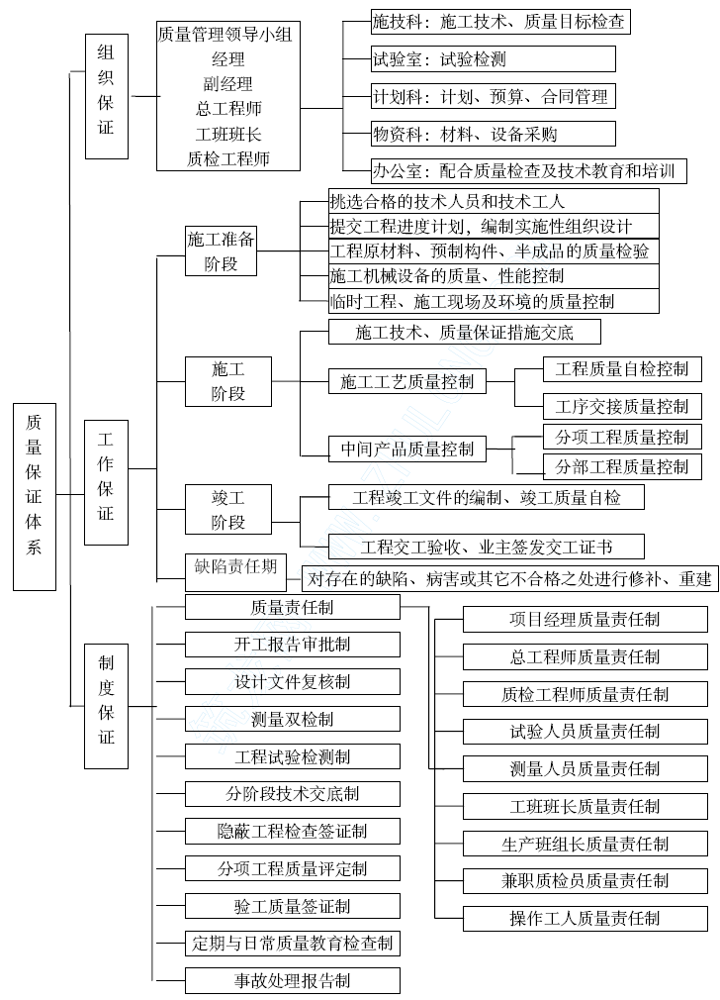 质量保证体系
组织保证
质量管理领导小组
经理
副经理
总工程师
工班班长
质检工程师
施技科：施工技术、质量目标检查
试验室：试验检测
计划科：计划、预算、合同管理
物资科：材料、设备采购
办公室：配合质量检查及技术教育和培训
工作保证
施工准备
阶段
挑选合格的技术人员和技术工人
提交工程进度计划，编制实施性组织设计
工程原材料、预制构件、半成品的质量检验
施工机械设备的质量、性能控制
临时工程、施工现场及环境的质量控制
施工
阶段
施工技术、质量保证措施交底
施工工艺质量控制
工程质量自检控制
工序交接质量控制
中间产品质量控制
分项工程质量控制
分部工程质量控制
竣工
阶段
工程竣工文件的编制、竣工质量自检
工程交工验收、业主签发交工证书
缺陷责任期
对存在的缺陷、病害或其它不合格之处进行修补、重建
制度保证
质量责任制
开工报告审批制
设计文件复核制
测量双检制
工程试验检测制
分阶段技术交底制
隐蔽工程检查签证制
分项工程质量评定制
验工质量签证制
定期与日常质量教育检查制
事故处理报告制
项目经理质量责任制
总工程师质量责任制
质检工程师质量责任制
试验人员质量责任制
测量人员质量责任制
工班班长质量责任制
生产班组长质量责任制
兼职质检员质量责任制
操作工人质量责任制